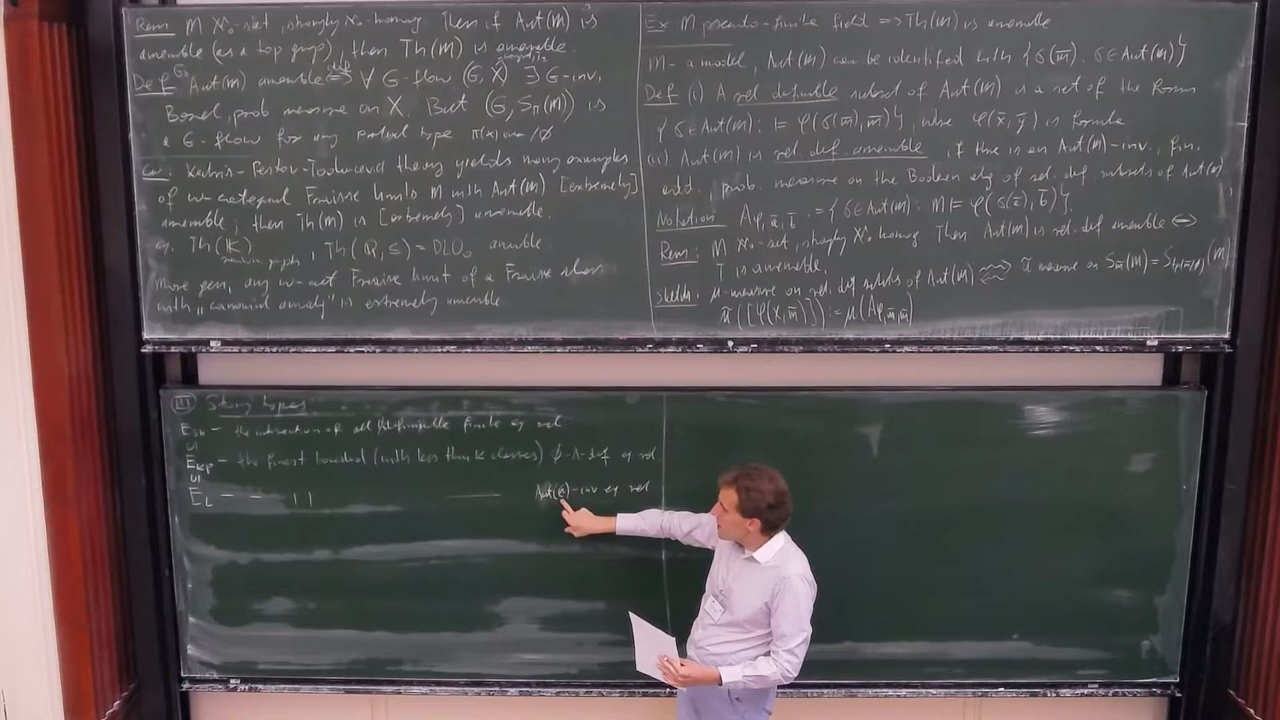 Rem M ℵ₀-sat, strongly ℵ₀-homog. Then if Aut(M) is
amenable (as a top group), then Th(M) is amenable.
Def Aut(M) amenable ⟺ ∀ G-flow (G, X) ∃ G-inv.
Borel prob measure on X. But (G, S_π(M)) is
a G-flow for any partial type π(x) over /∅
Cor. Kechris-Pestov-Todorcevic theory yields many examples
of ω-categorical Fraisse limits M with Aut(M) [extremely]
amenable, then Th(M) is [extremely] amenable.
eg. Th(R) , Th(Q, ≤) = DLO₀ amenable.
random graph
More gen, any ω-cat Fraisse limit of a Fraisse class
with "canonical amalg" is extremely amenable
Ex M pseudo-finite field ⟹ Th(M) is amenable
M - a model, Aut(M) can be identified with {σ(m̄) : σ ∈ Aut(M)}
Def (i) A rel definable subset of Aut(M) is a set of the form
{σ ∈ Aut(M) : ⊨ φ(σ(m̄), m̄)}, where φ(x̄, ȳ) is formula
(ii) Aut(M) is rel def amenable if there is an Aut(M)-inv, fin.
add. prob. measure on the Boolean alg of rel. def. subsets of Aut(M)
Notation A_{φ,ā,b̄} := {σ ∈ Aut(M) : M ⊨ φ(σ(ā), b̄)}.
Rem: M ℵ₀-sat, strongly ℵ₀ homog Then Aut(M) is rel. def amenable ⟺
T is amenable.
Sketch: μ-measure on rel. def subsets of Aut(M) μ̃ measure on S_m̄(M) = S_{tp(m̄/∅)}(M)
μ̃([φ(x̄, m̄)]) := μ(A_{φ,m̄,m̄})
III Strong types
E_Sh - the intersection of all ∅-definable finite eq rel
∪|
E_KP - the finest bounded (with less than κ classes) ∅-∧-def eq rel
∪|
E_L - - - 11 ——— Aut(ℭ)-inv eq rel